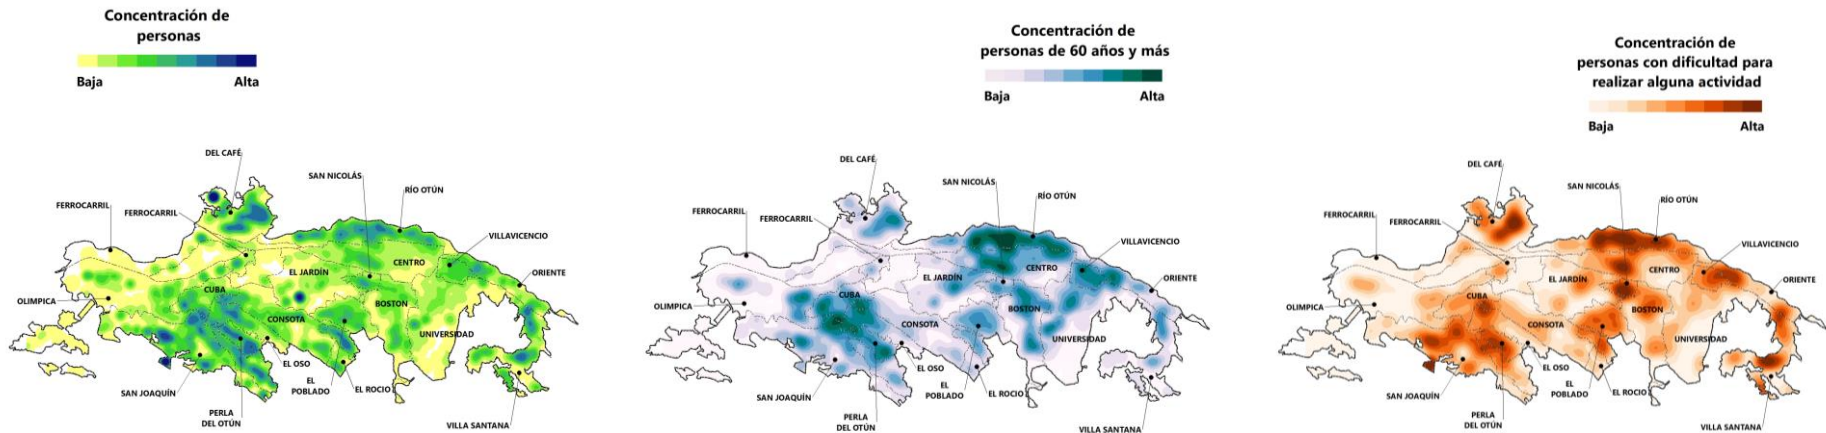 Concentración de
personas
Baja
Alta
DEL CAFÉ
SAN NICOLÁS
RÍO OTÚN
FERROCARRIL
FERROCARRIL
VILLAVICENCIO
CENTRO
EL JARDÍN
ORIENTE
CUBA
OLIMPICA
BOSTON
CONSOTA
UNIVERSIDAD
EL OSO
SAN JOAQUÍN
EL
POBLADO
EL ROCIO
PERLA
DEL OTÚN
VILLA SANTANA
Concentración de
personas de 60 años y más
Baja
Alta
DEL CAFÉ
SAN NICOLÁS
RÍO OTÚN
FERROCARRIL
FERROCARRIL
VILLAVICENCIO
CENTRO
EL JARDÍN
ORIENTE
CUBA
OLIMPICA
BOSTON
CONSOTA
UNIVERSIDAD
EL OSO
SAN JOAQUÍN
EL
POBLADO
EL ROCIO
PERLA
DEL OTÚN
VILLA SANTANA
Concentración de
personas con dificultad para
realizar alguna actividad
Baja
Alta
DEL CAFÉ
SAN NICOLÁS
RÍO OTÚN
FERROCARRIL
FERROCARRIL
VILLAVICENCIO
CENTRO
EL JARDÍN
ORIENTE
CUBA
OLIMPICA
BOSTON
CONSOTA
UNIVERSIDAD
EL OSO
SAN JOAQUÍN
EL
POBLADO
EL ROCIO
PERLA
DEL OTÚN
VILLA SANTANA